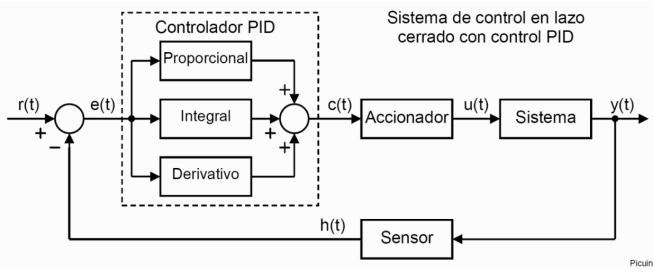 Sistema de control en lazo
cerrado con control PID
Controlador PID
Proporcional
r(t)
e(t)
Integral
c(t)
Accionador
u(t)
Sistema
y(t)
+
−
+
+
+
Derivativo
h(t)
Sensor
Picuin